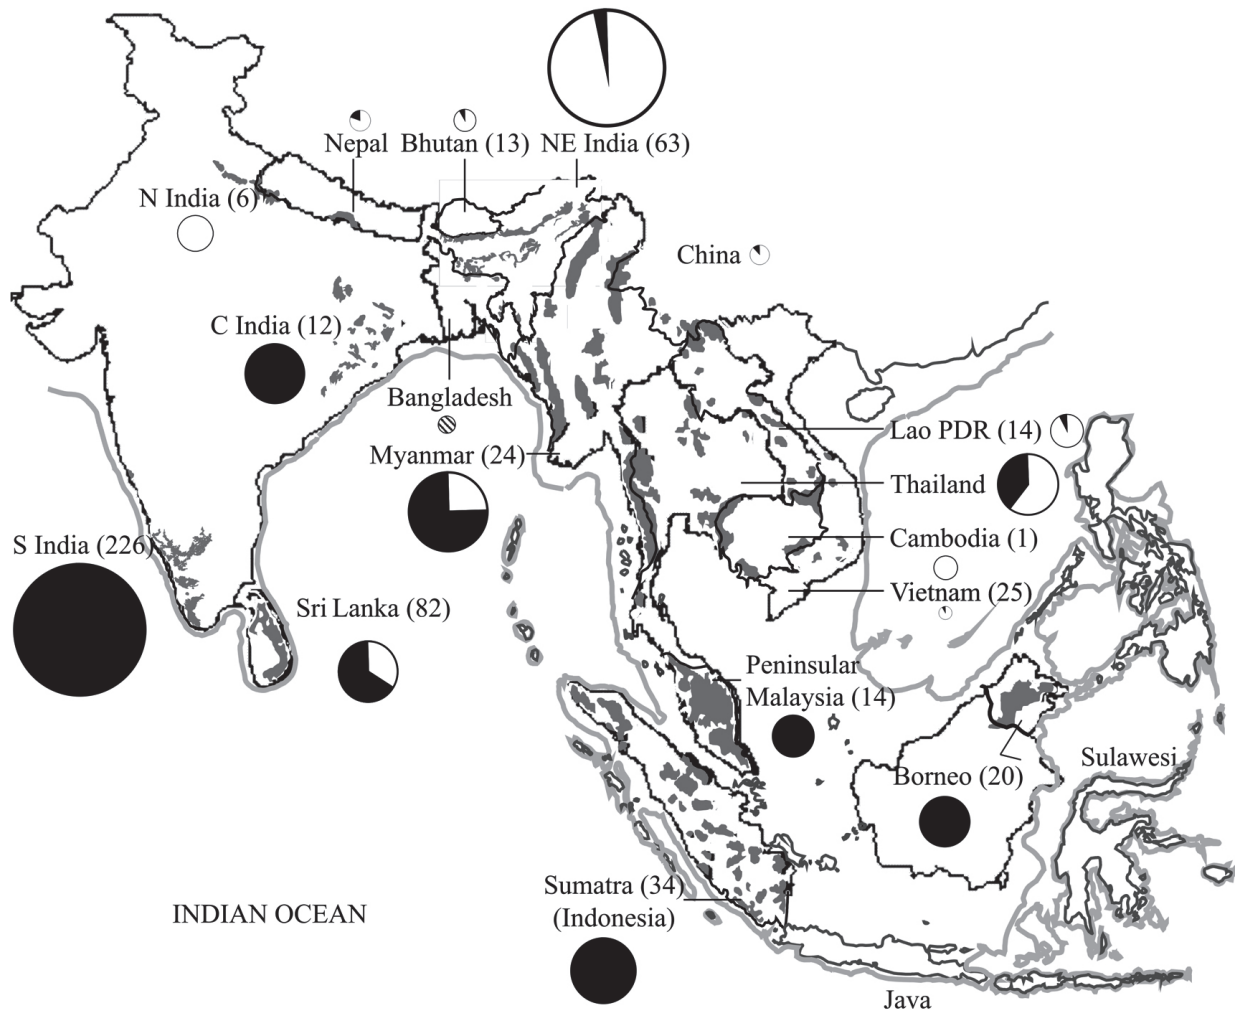 Nepal
Bhutan (13)
NE India (63)
N India (6)
China
C India (12)
Bangladesh
Lao PDR (14)
Myanmar (24)
Thailand
S India (226)
Cambodia (1)
Vietnam (25)
Sri Lanka (82)
Peninsular
Malaysia (14)
Sulawesi
Borneo (20)
Sumatra (34)
(Indonesia)
INDIAN OCEAN
Java